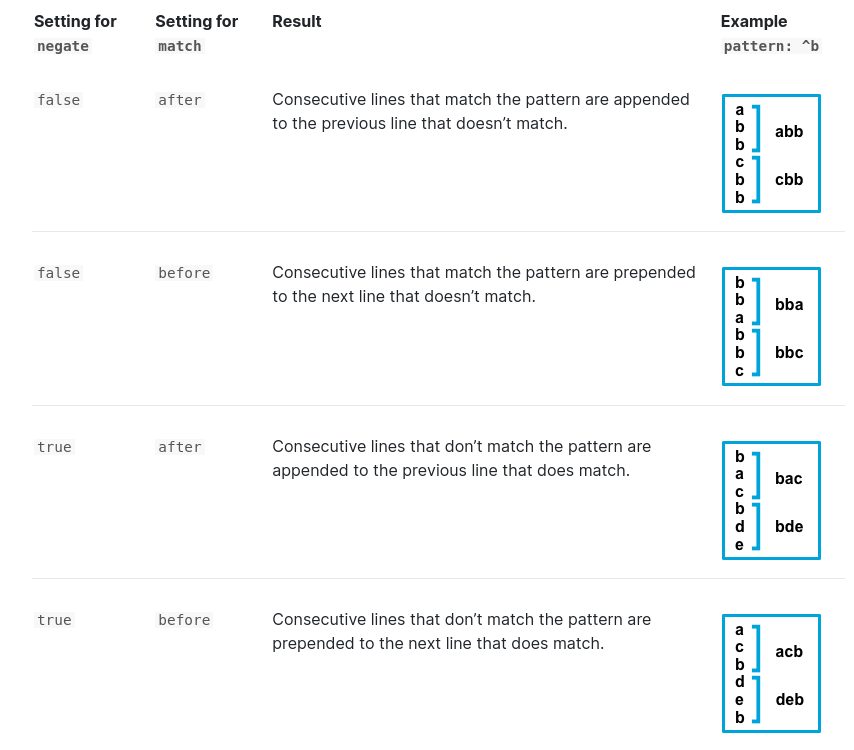 Setting for Setting for Result Example
negate match pattern: ^b
false after Consecutive lines that match the pattern are appended
to the previous line that doesn’t match.
a
b
b
c
b
b
abb
cbb
false before Consecutive lines that match the pattern are prepended
to the next line that doesn’t match.
b
b
a
b
b
c
bba
bbc
true after Consecutive lines that don’t match the pattern are
appended to the previous line that does match.
b
a
c
b
d
e
bac
bde
true before Consecutive lines that don’t match the pattern are
prepended to the next line that does match.
a
c
b
d
e
b
acb
deb